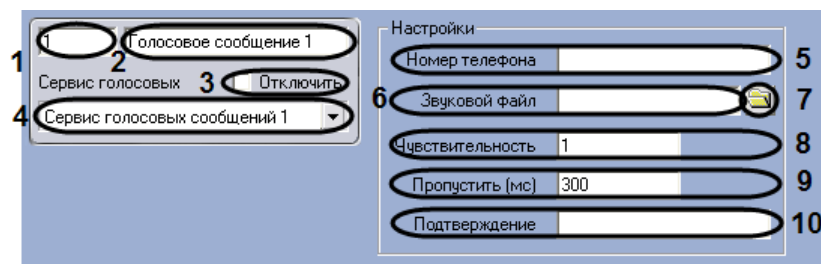 1 Голосовое сообщение 1
1 2
Сервис голосовых 3 Отключить
4 Сервис голосовых сообщений 1
Настройки
Номер телефона 5
6 Звуковой файл 7
Чувствительность 1 8
Пропустить (мс) 300 9
Подтверждение 10